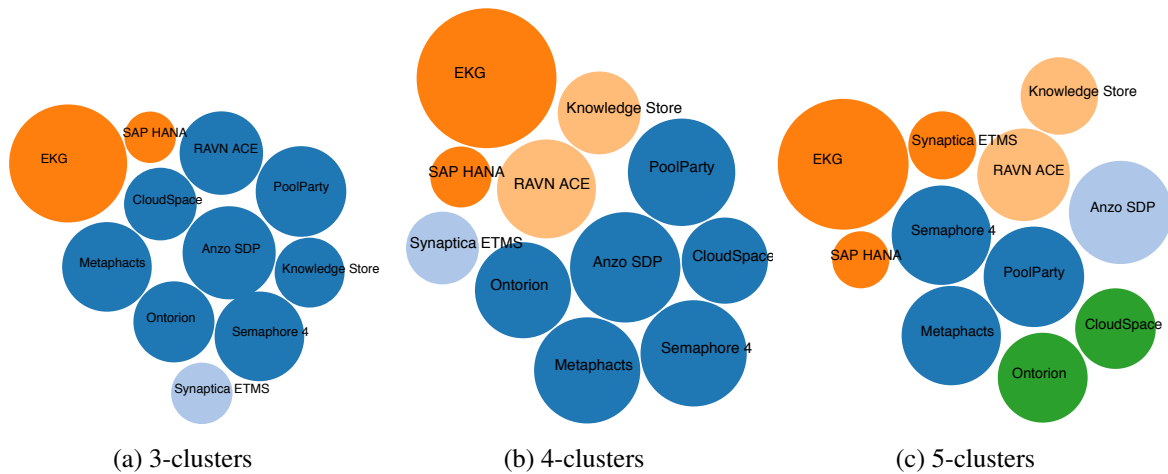 EKG
SAP HANA
RAVN ACE
CloudSpace
PoolParty
Anzo SDP
Metaphacts
Knowledge Store
Ontorion
Semaphore 4
Synaptica ETMS
(a) 3-clusters
EKG
Knowledge Store
SAP HANA
RAVN ACE
PoolParty
Synaptica ETMS
Anzo SDP
CloudSpace
Ontorion
Metaphacts
Semaphore 4
(b) 4-clusters
Knowledge Store
EKG
Synaptica ETMS
RAVN ACE
Anzo SDP
Semaphore 4
SAP HANA
PoolParty
Metaphacts
CloudSpace
Ontorion
(c) 5-clusters